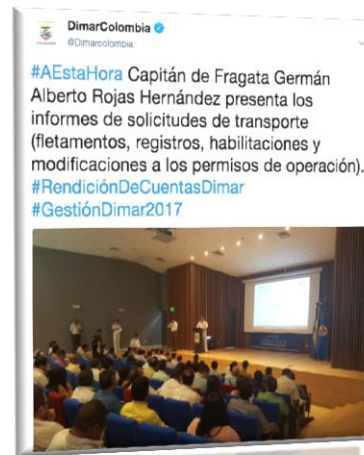 DimarColombia
@Dimarcolombia
#AEstaHora Capitán de Fragata Germán
Alberto Rojas Hernández presenta los
informes de solicitudes de transporte
(fletamentos, registros, habilitaciones y
modificaciones a los permisos de operación).
#RendiciónDeCuentasDimar
#GestiónDimar2017